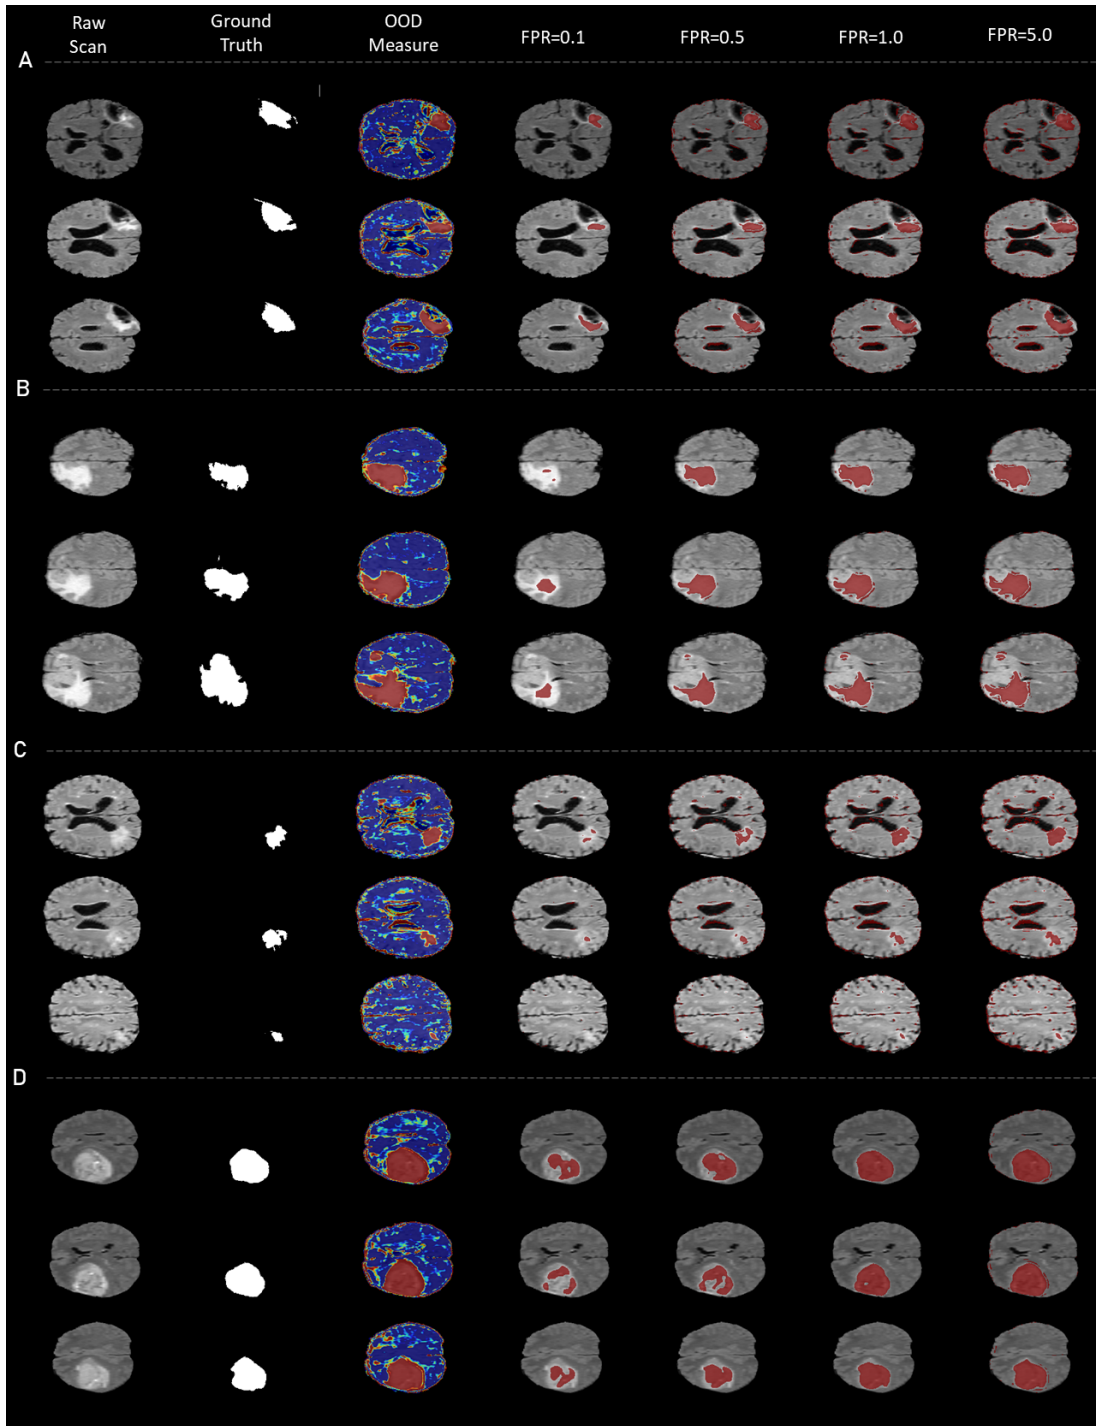 Raw
Scan
Ground
Truth
OOD
Measure
FPR=0.1
FPR=0.5
FPR=1.0
FPR=5.0
A
B
C
D